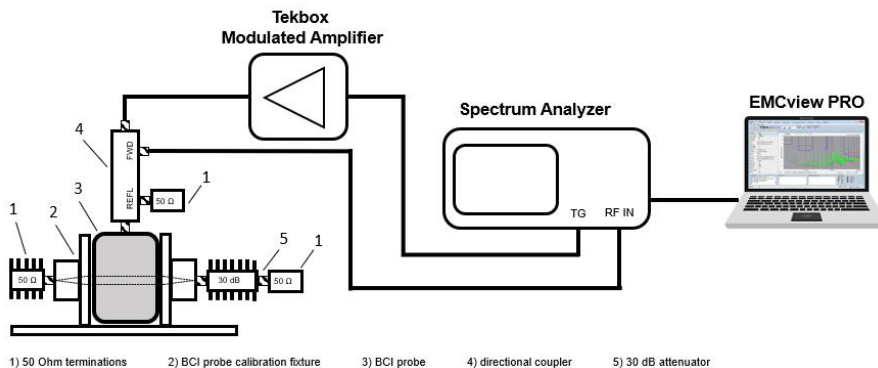 Tekbox
Modulated Amplifier
Spectrum Analyzer
EMCview PRO
4
FWD
REFL
3
50 Ω
1
1
2
5
1
TG
RF IN
50 Ω
30 dB
50 Ω
1) 50 Ohm terminations
2) BCI probe calibration fixture
3) BCI probe
4) directional coupler
5) 30 dB attenuator